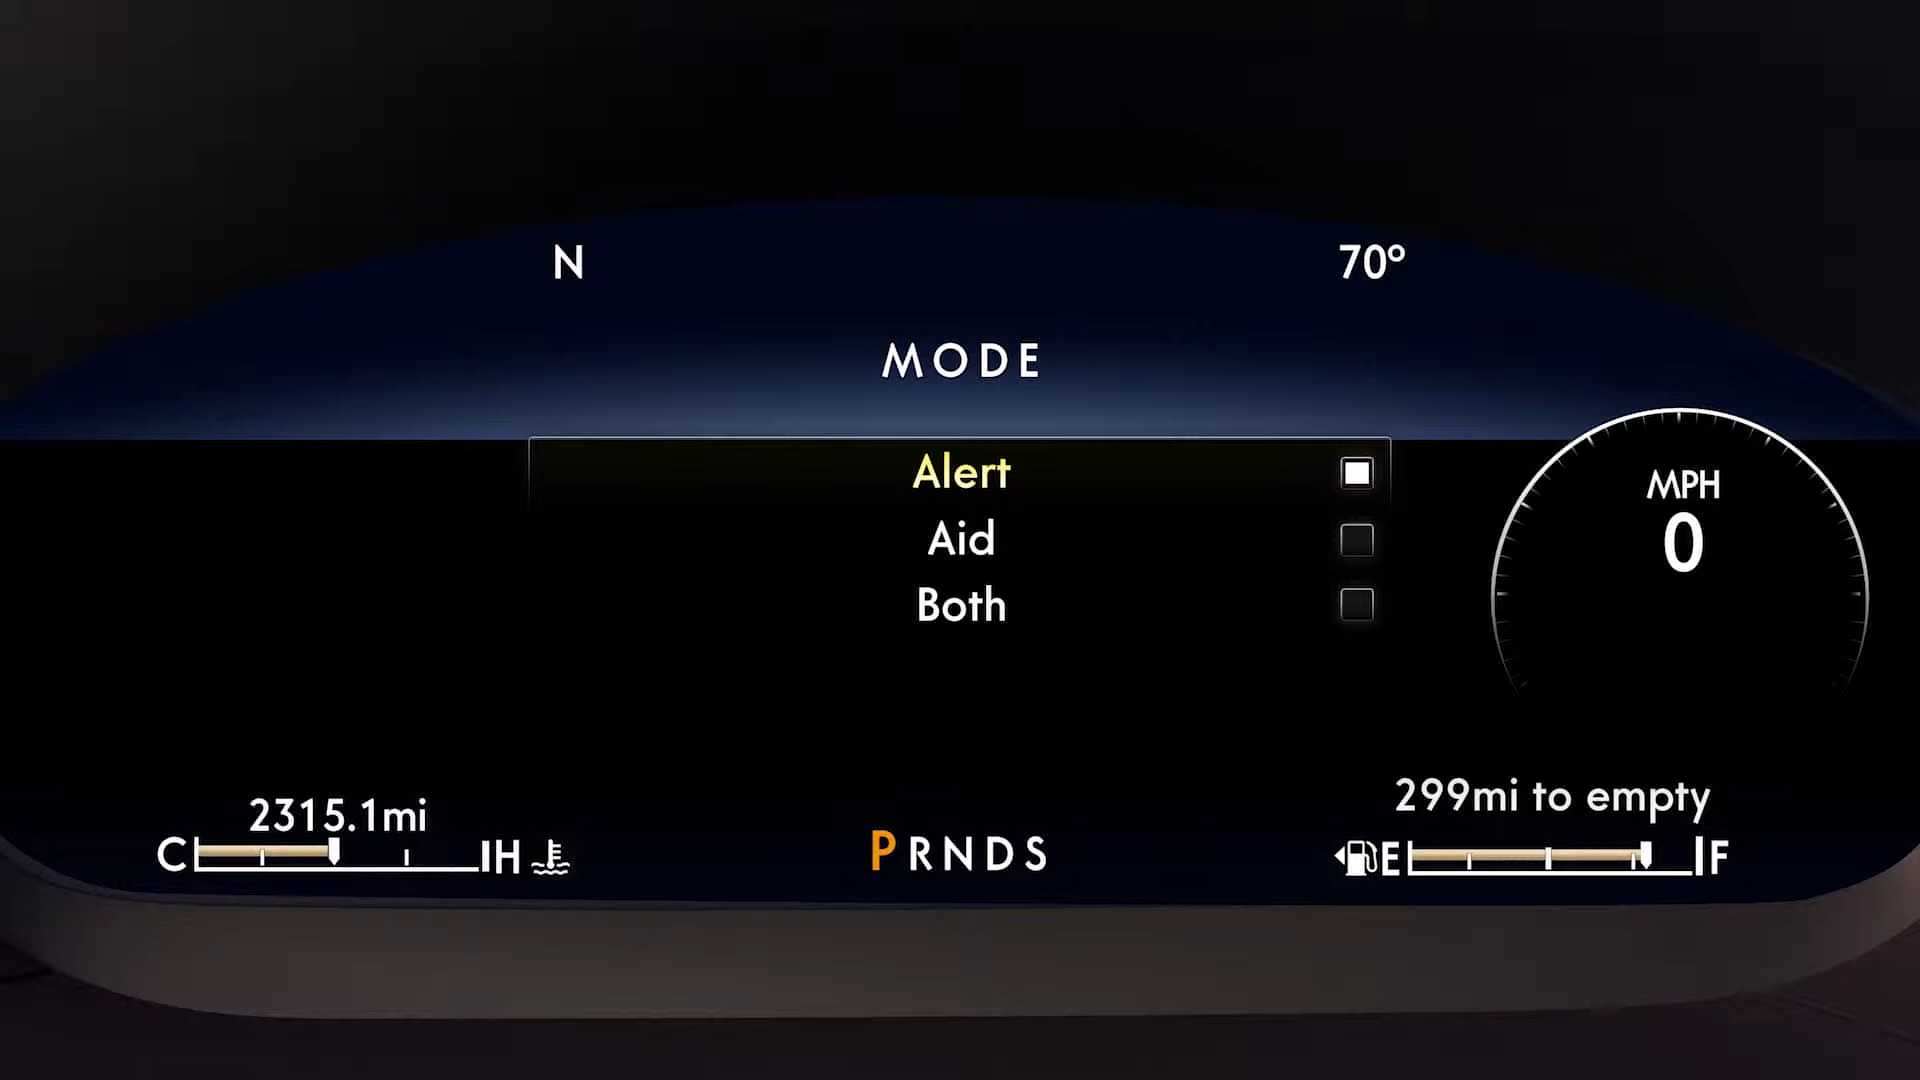 N
70°
MODE
Alert
Aid
Both
MPH
0
2315.1mi
C H
PRNDS
299mi to empty
E F